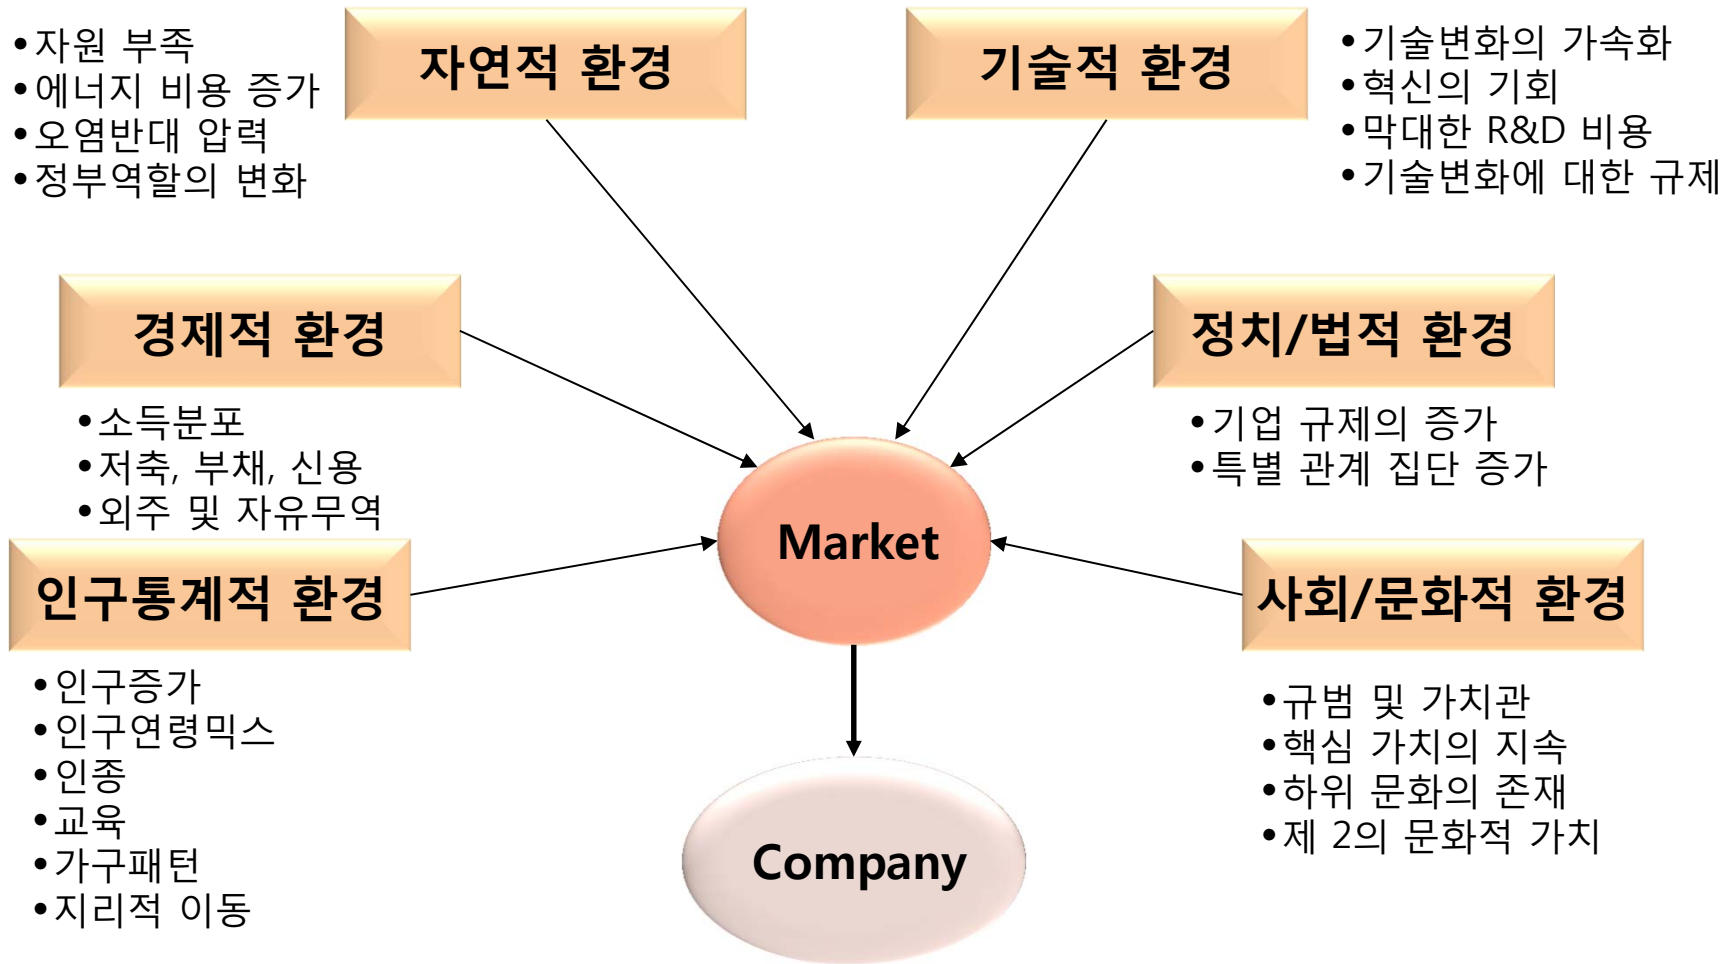 •자원 부족
•에너지 비용 증가
•오염반대 압력
•정부역할의 변화
자연적 환경
기술적 환경
•기술변화의 가속화
•혁신의 기회
•막대한 R&D 비용
•기술변화에 대한 규제
경제적 환경
•소득분포
•저축, 부채, 신용
•외주 및 자유무역
정치/법적 환경
•기업 규제의 증가
•특별 관계 집단 증가
인구통계적 환경
•인구증가
•인구연령믹스
•인종
•교육
•가구패턴
•지리적 이동
Market
사회/문화적 환경
•규범 및 가치관
•핵심 가치의 지속
•하위 문화의 존재
•제 2의 문화적 가치
Company